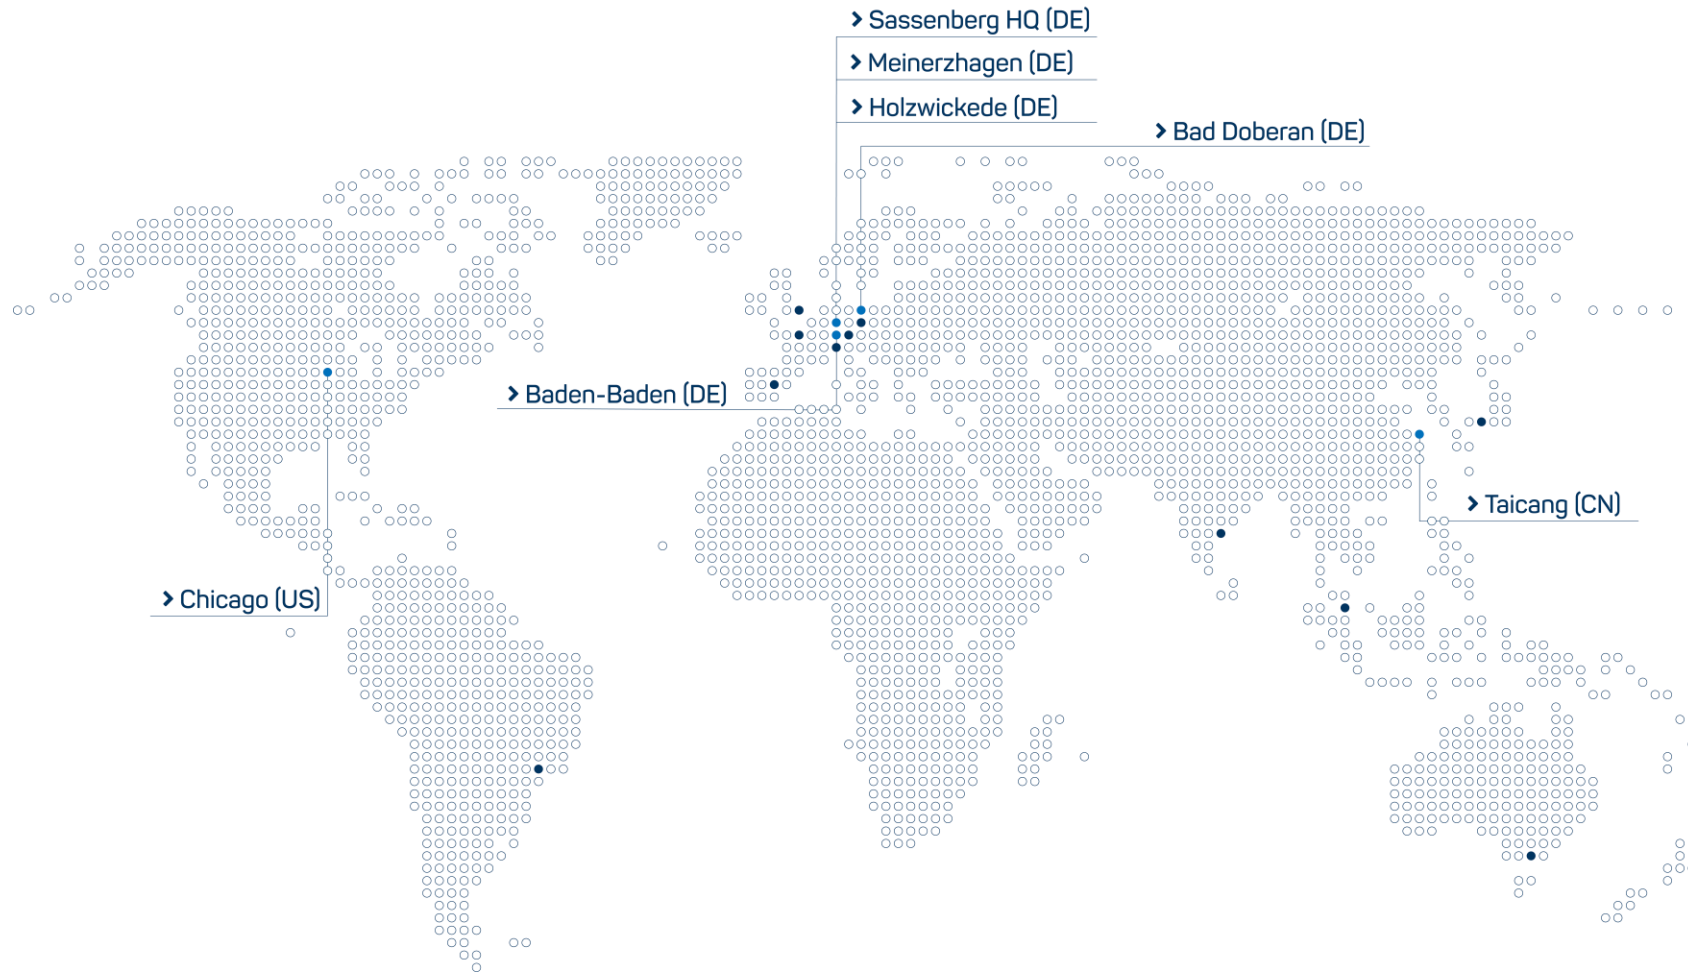 > Sassenberg HQ (DE)
> Meinerzhagen (DE)
> Holzwickede (DE)
> Bad Doberan (DE)
> Baden-Baden (DE)
> Taicang (CN)
> Chicago (US)